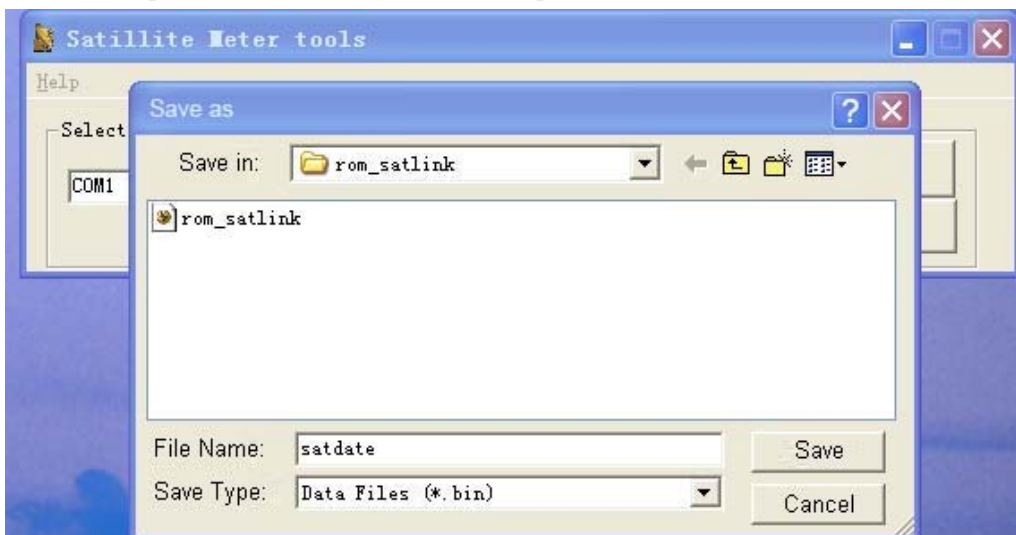 Satillite Meter tools
Help
Save as
Select
Save in: rom_satlink
COM1
rom_satlink
File Name: satdate Save
Save Type: Data Files (*.bin) Cancel